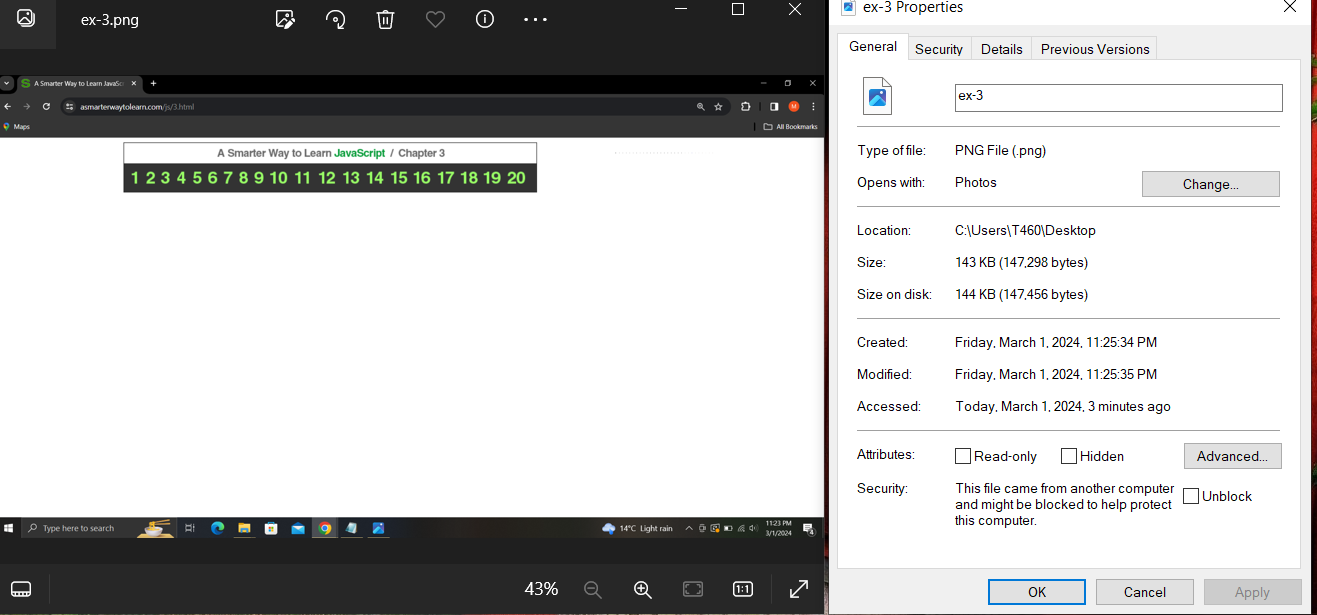 ex-3.png
A Smarter Way to Learn JavaSc
asmarterwaytolearn.com/js/3.html
M
Maps
All Bookmarks
A Smarter Way to Learn JavaScript / Chapter 3
1 2 3 4 5 6 7 8 9 10 11 12 13 14 15 16 17 18 19 20
Type here to search
14°C Light rain
11:23 PM
3/1/2024
4
43%
1:1
ex-3 Properties
General Security Details Previous Versions
ex-3
Type of file: PNG File (.png)
Opens with: Photos Change...
Location: C:\Users\T460\Desktop
Size: 143 KB (147,298 bytes)
Size on disk: 144 KB (147,456 bytes)
Created: Friday, March 1, 2024, 11:25:34 PM
Modified: Friday, March 1, 2024, 11:25:35 PM
Accessed: Today, March 1, 2024, 3 minutes ago
Attributes: Read-only Hidden Advanced...
Security: This file came from another computer
and might be blocked to help protect
this computer.
Unblock
OK Cancel Apply